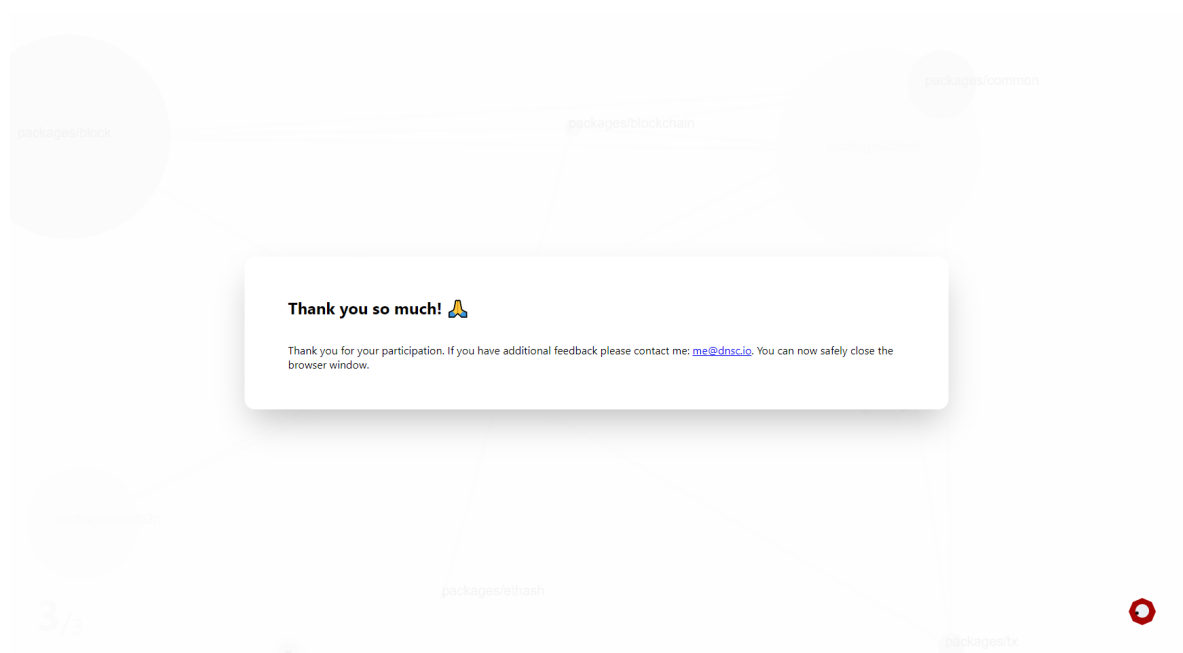 packages/common
packages/blockchain
packages/block
Thank you so much! 🙏
Thank you for your participation. If you have additional feedback please contact me: me@dnsc.io. You can now safely close the
browser window.
packages/ethash
3/3
packages/tx